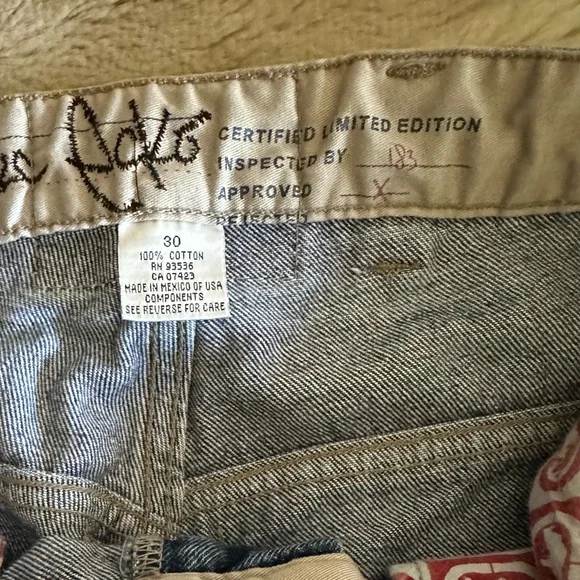 CERTIFIED LIMITED EDITION
INSPECTED BY 183
APPROVED X
REJECTED
30
100% COTTON
RN 93536
CA 07423
MADE IN MEXICO OF USA
COMPONENTS
SEE REVERSE FOR CARE